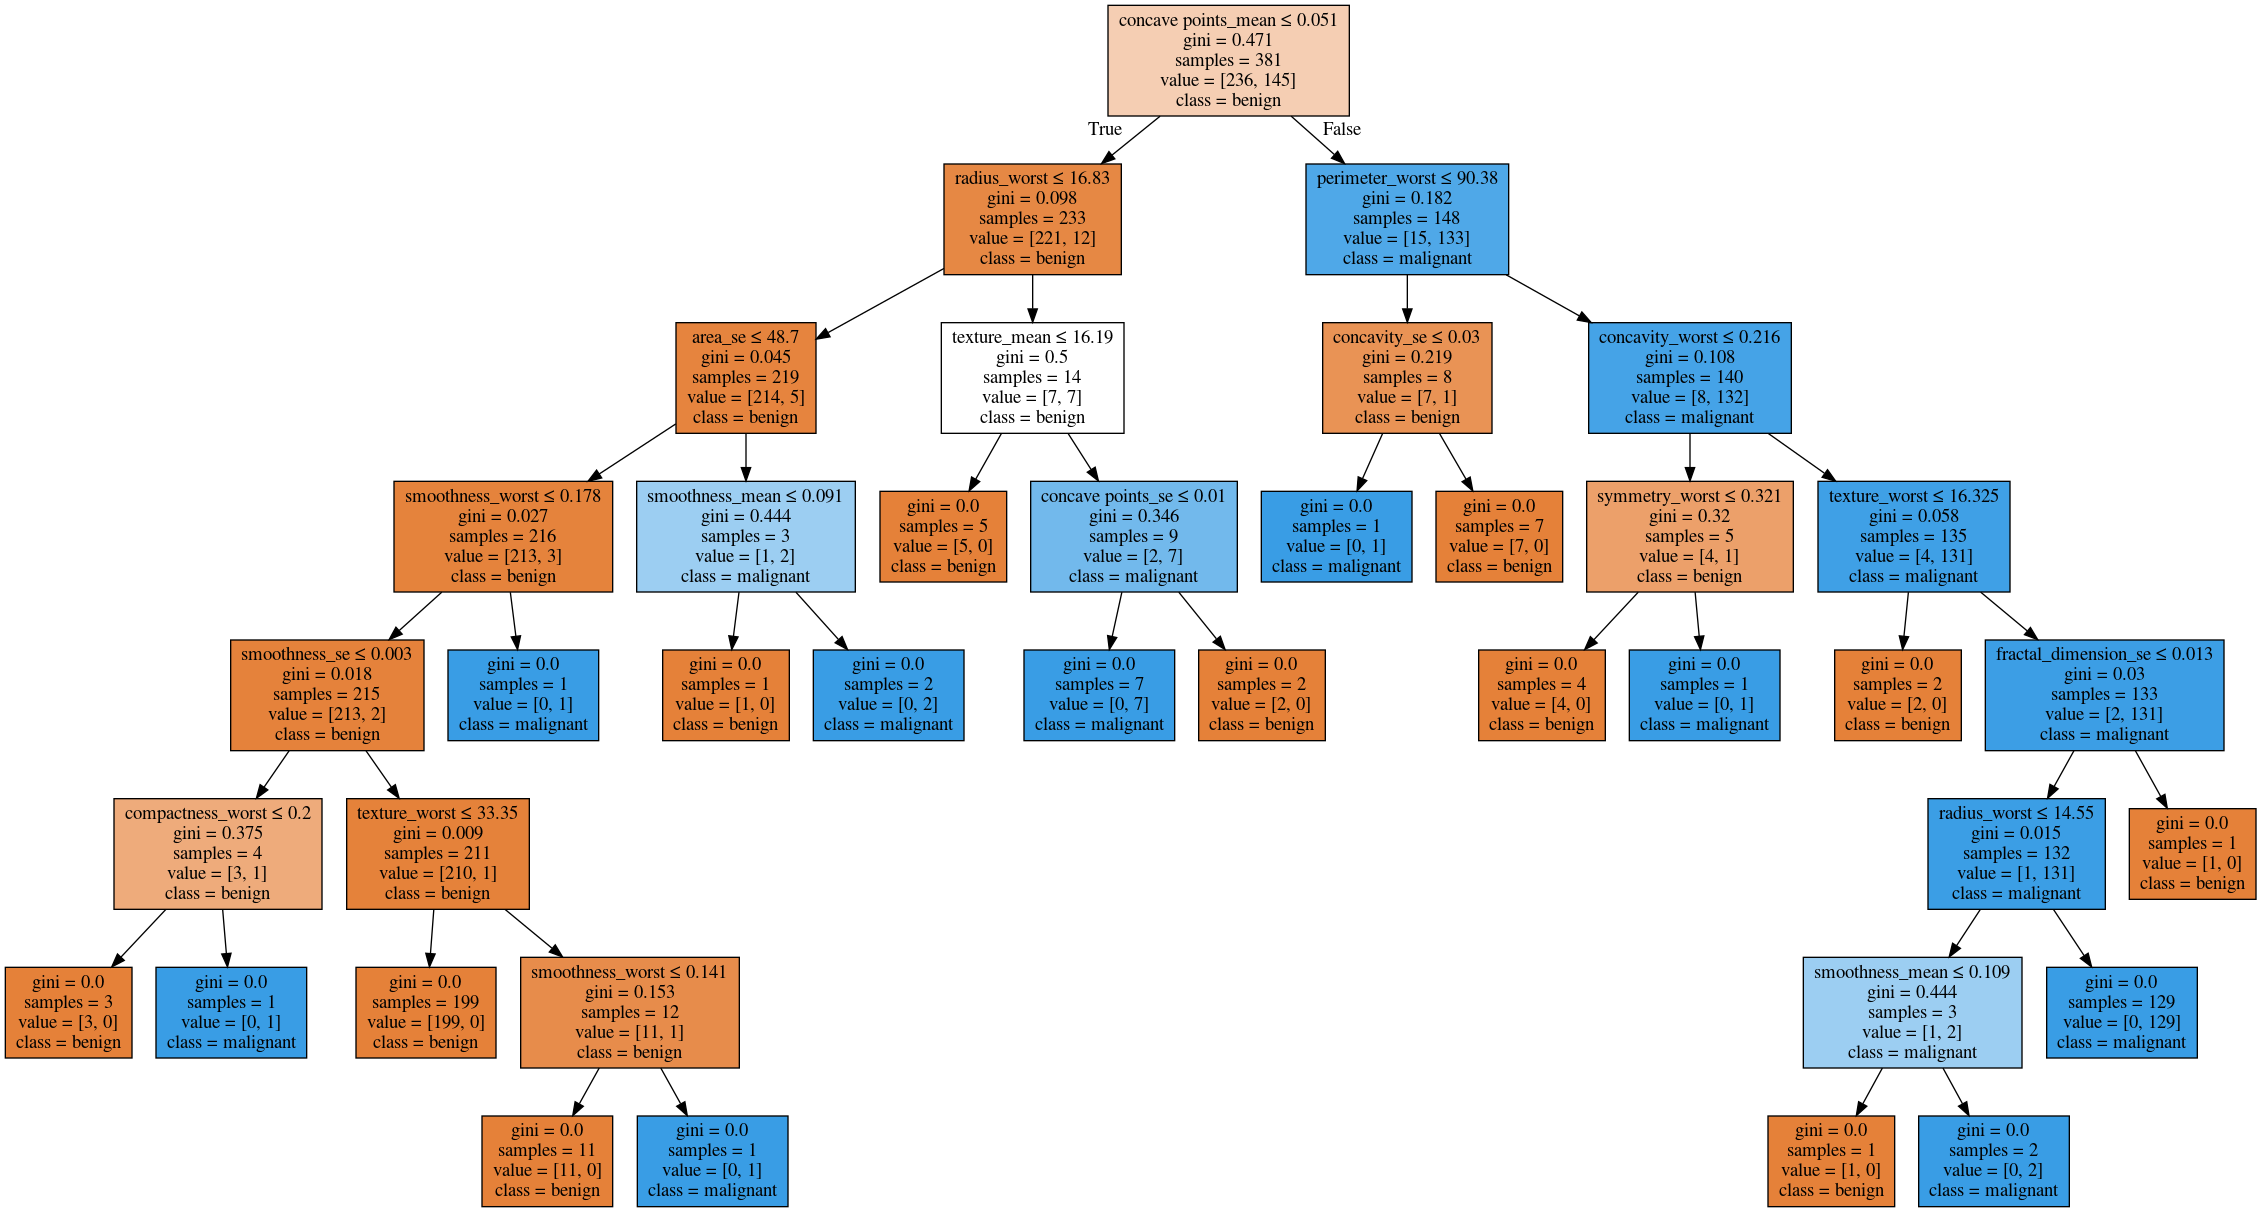 concave points_mean ≤ 0.051
gini = 0.471
samples = 381
value = [236, 145]
class = benign
True
False
radius_worst ≤ 16.83
gini = 0.098
samples = 233
value = [221, 12]
class = benign
perimeter_worst ≤ 90.38
gini = 0.182
samples = 148
value = [15, 133]
class = malignant
area_se ≤ 48.7
gini = 0.045
samples = 219
value = [214, 5]
class = benign
texture_mean ≤ 16.19
gini = 0.5
samples = 14
value = [7, 7]
class = benign
concavity_se ≤ 0.03
gini = 0.219
samples = 8
value = [7, 1]
class = benign
concavity_worst ≤ 0.216
gini = 0.108
samples = 140
value = [8, 132]
class = malignant
smoothness_worst ≤ 0.178
gini = 0.027
samples = 216
value = [213, 3]
class = benign
smoothness_mean ≤ 0.091
gini = 0.444
samples = 3
value = [1, 2]
class = malignant
gini = 0.0
samples = 5
value = [5, 0]
class = benign
concave points_se ≤ 0.01
gini = 0.346
samples = 9
value = [2, 7]
class = malignant
gini = 0.0
samples = 1
value = [0, 1]
class = malignant
gini = 0.0
samples = 7
value = [7, 0]
class = benign
symmetry_worst ≤ 0.321
gini = 0.32
samples = 5
value = [4, 1]
class = benign
texture_worst ≤ 16.325
gini = 0.058
samples = 135
value = [4, 131]
class = malignant
smoothness_se ≤ 0.003
gini = 0.018
samples = 215
value = [213, 2]
class = benign
gini = 0.0
samples = 1
value = [0, 1]
class = malignant
gini = 0.0
samples = 1
value = [1, 0]
class = benign
gini = 0.0
samples = 2
value = [0, 2]
class = malignant
gini = 0.0
samples = 7
value = [0, 7]
class = malignant
gini = 0.0
samples = 2
value = [2, 0]
class = benign
gini = 0.0
samples = 4
value = [4, 0]
class = benign
gini = 0.0
samples = 1
value = [0, 1]
class = malignant
gini = 0.0
samples = 2
value = [2, 0]
class = benign
fractal_dimension_se ≤ 0.013
gini = 0.03
samples = 133
value = [2, 131]
class = malignant
compactness_worst ≤ 0.2
gini = 0.375
samples = 4
value = [3, 1]
class = benign
texture_worst ≤ 33.35
gini = 0.009
samples = 211
value = [210, 1]
class = benign
radius_worst ≤ 14.55
gini = 0.015
samples = 132
value = [1, 131]
class = malignant
gini = 0.0
samples = 1
value = [1, 0]
class = benign
gini = 0.0
samples = 3
value = [3, 0]
class = benign
gini = 0.0
samples = 1
value = [0, 1]
class = malignant
gini = 0.0
samples = 199
value = [199, 0]
class = benign
smoothness_worst ≤ 0.141
gini = 0.153
samples = 12
value = [11, 1]
class = benign
smoothness_mean ≤ 0.109
gini = 0.444
samples = 3
value = [1, 2]
class = malignant
gini = 0.0
samples = 129
value = [0, 129]
class = malignant
gini = 0.0
samples = 11
value = [11, 0]
class = benign
gini = 0.0
samples = 1
value = [0, 1]
class = malignant
gini = 0.0
samples = 1
value = [1, 0]
class = benign
gini = 0.0
samples = 2
value = [0, 2]
class = malignant